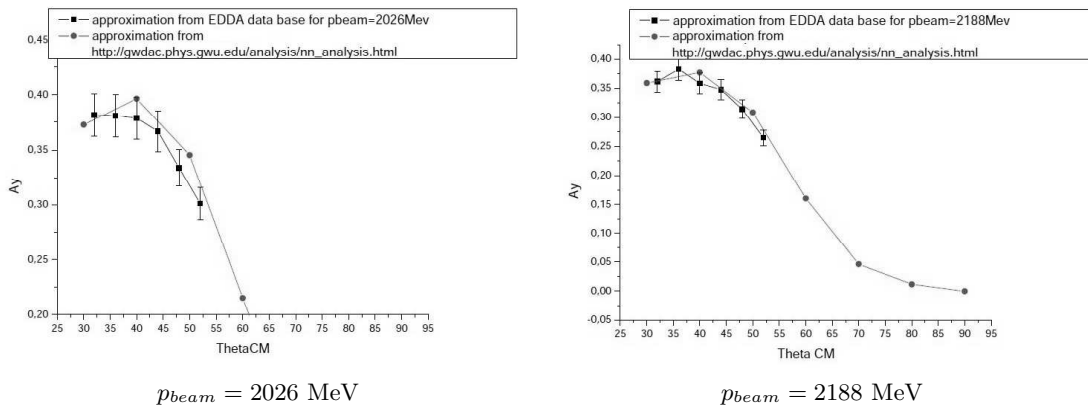 approximation from EDDA data base for pbeam=2026Mev
approximation from
http://gwdac.phys.gwu.edu/analysis/nn_analysis.html
0,45
0,40
0,35
0,30
0,25
0,20
Ay
25 30 35 40 45 50 55 60 65 70 75 80 85 90 95
ThetaCM
p_beam = 2026 MeV
approximation from EDDA data base for pbeam=2188Mev
approximation from
http://gwdac.phys.gwu.edu/analysis/nn_analysis.html
0,40
0,35
0,30
0,25
0,20
0,15
0,10
0,05
0,00
-0,05
Ay
25 30 35 40 45 50 55 60 65 70 75 80 85 90 95
Theta CM
p_beam = 2188 MeV